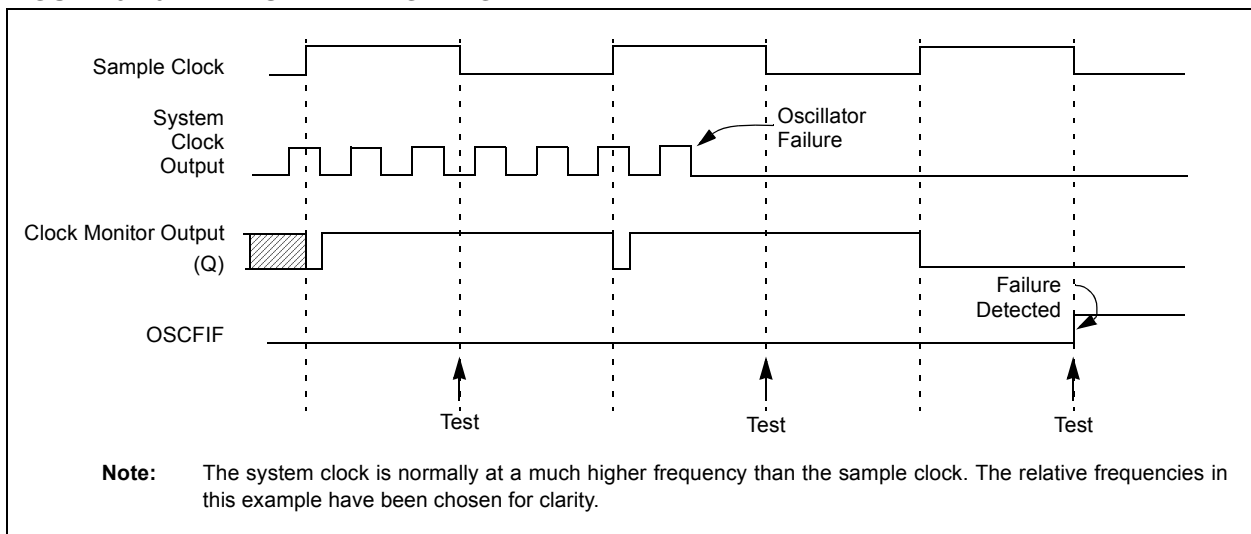 Sample Clock
System
Clock
Output
Oscillator
Failure
Clock Monitor Output
(Q)
Failure
Detected
OSCFIF
Test
Test
Test
Note: The system clock is normally at a much higher frequency than the sample clock. The relative frequencies in
this example have been chosen for clarity.